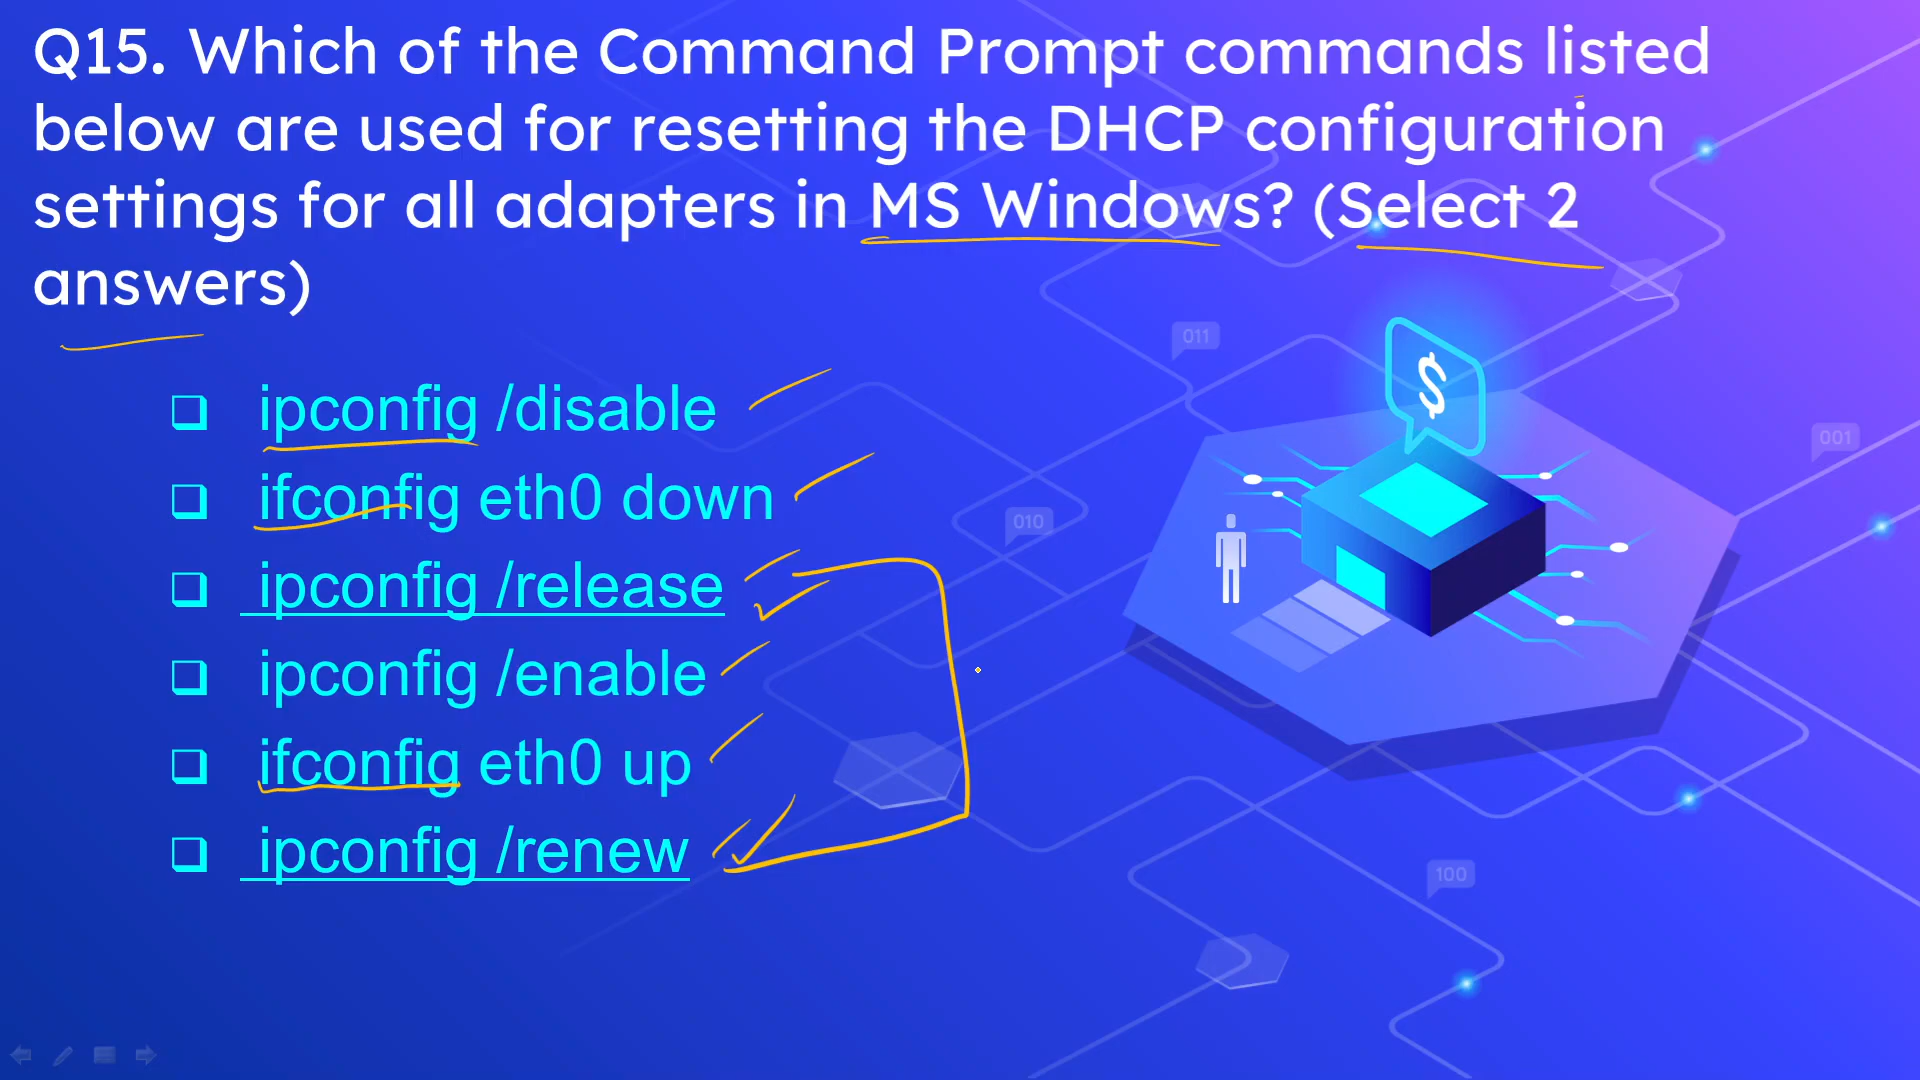 Q15. Which of the Command Prompt commands listed
below are used for resetting the DHCP configuration
settings for all adapters in MS Windows? (Select 2
answers)
ipconfig /disable
ifconfig eth0 down
ipconfig /release
ipconfig /enable
ifconfig eth0 up
ipconfig /renew
011
$
001
010
100